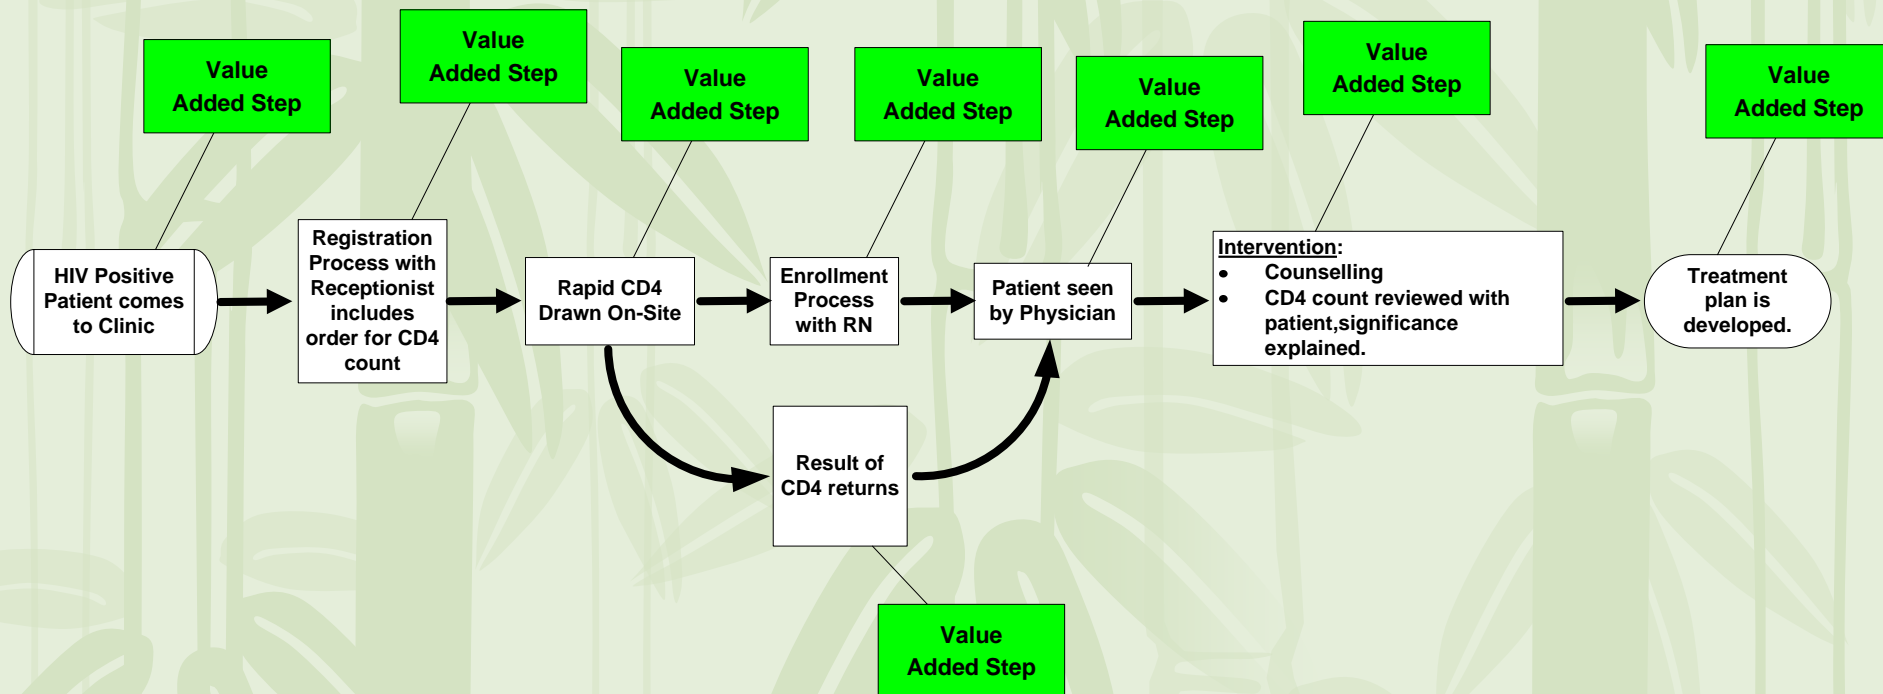 Value
Added Step
Value
Added Step
Value
Added Step
Value
Added Step
Value
Added Step
Value
Added Step
Value
Added Step
HIV Positive
Patient comes
to Clinic
Registration
Process with
Receptionist
includes
order for CD4
count
Rapid CD4
Drawn On-Site
Enrollment
Process
with RN
Patient seen
by Physician
Intervention:
• Counselling
• CD4 count reviewed with
patient,significance
explained.
Treatment
plan is
developed.
Result of
CD4 returns
Value
Added Step